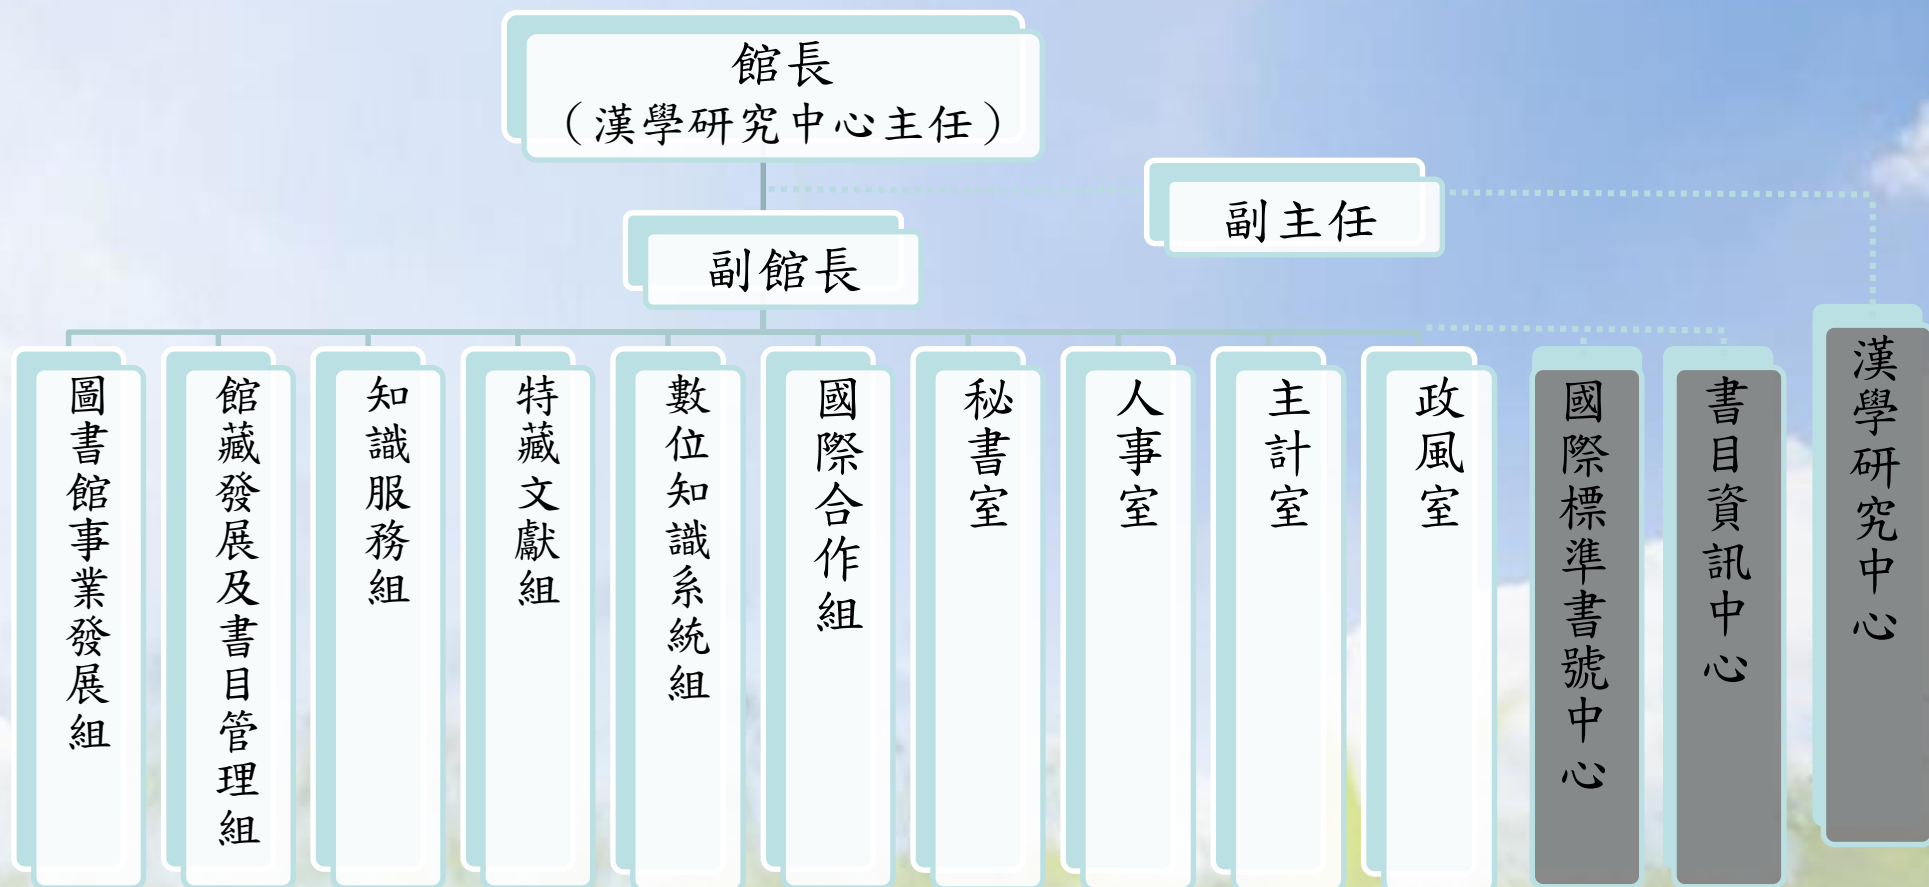 館長
（漢學研究中心主任）
副主任
副館長
圖書館事業發展組
館藏發展及書目管理組
知識服務組
特藏文獻組
數位知識系統組
國際合作組
秘書室
人事室
主計室
政風室
國際標準書號中心
書目資訊中心
漢學研究中心